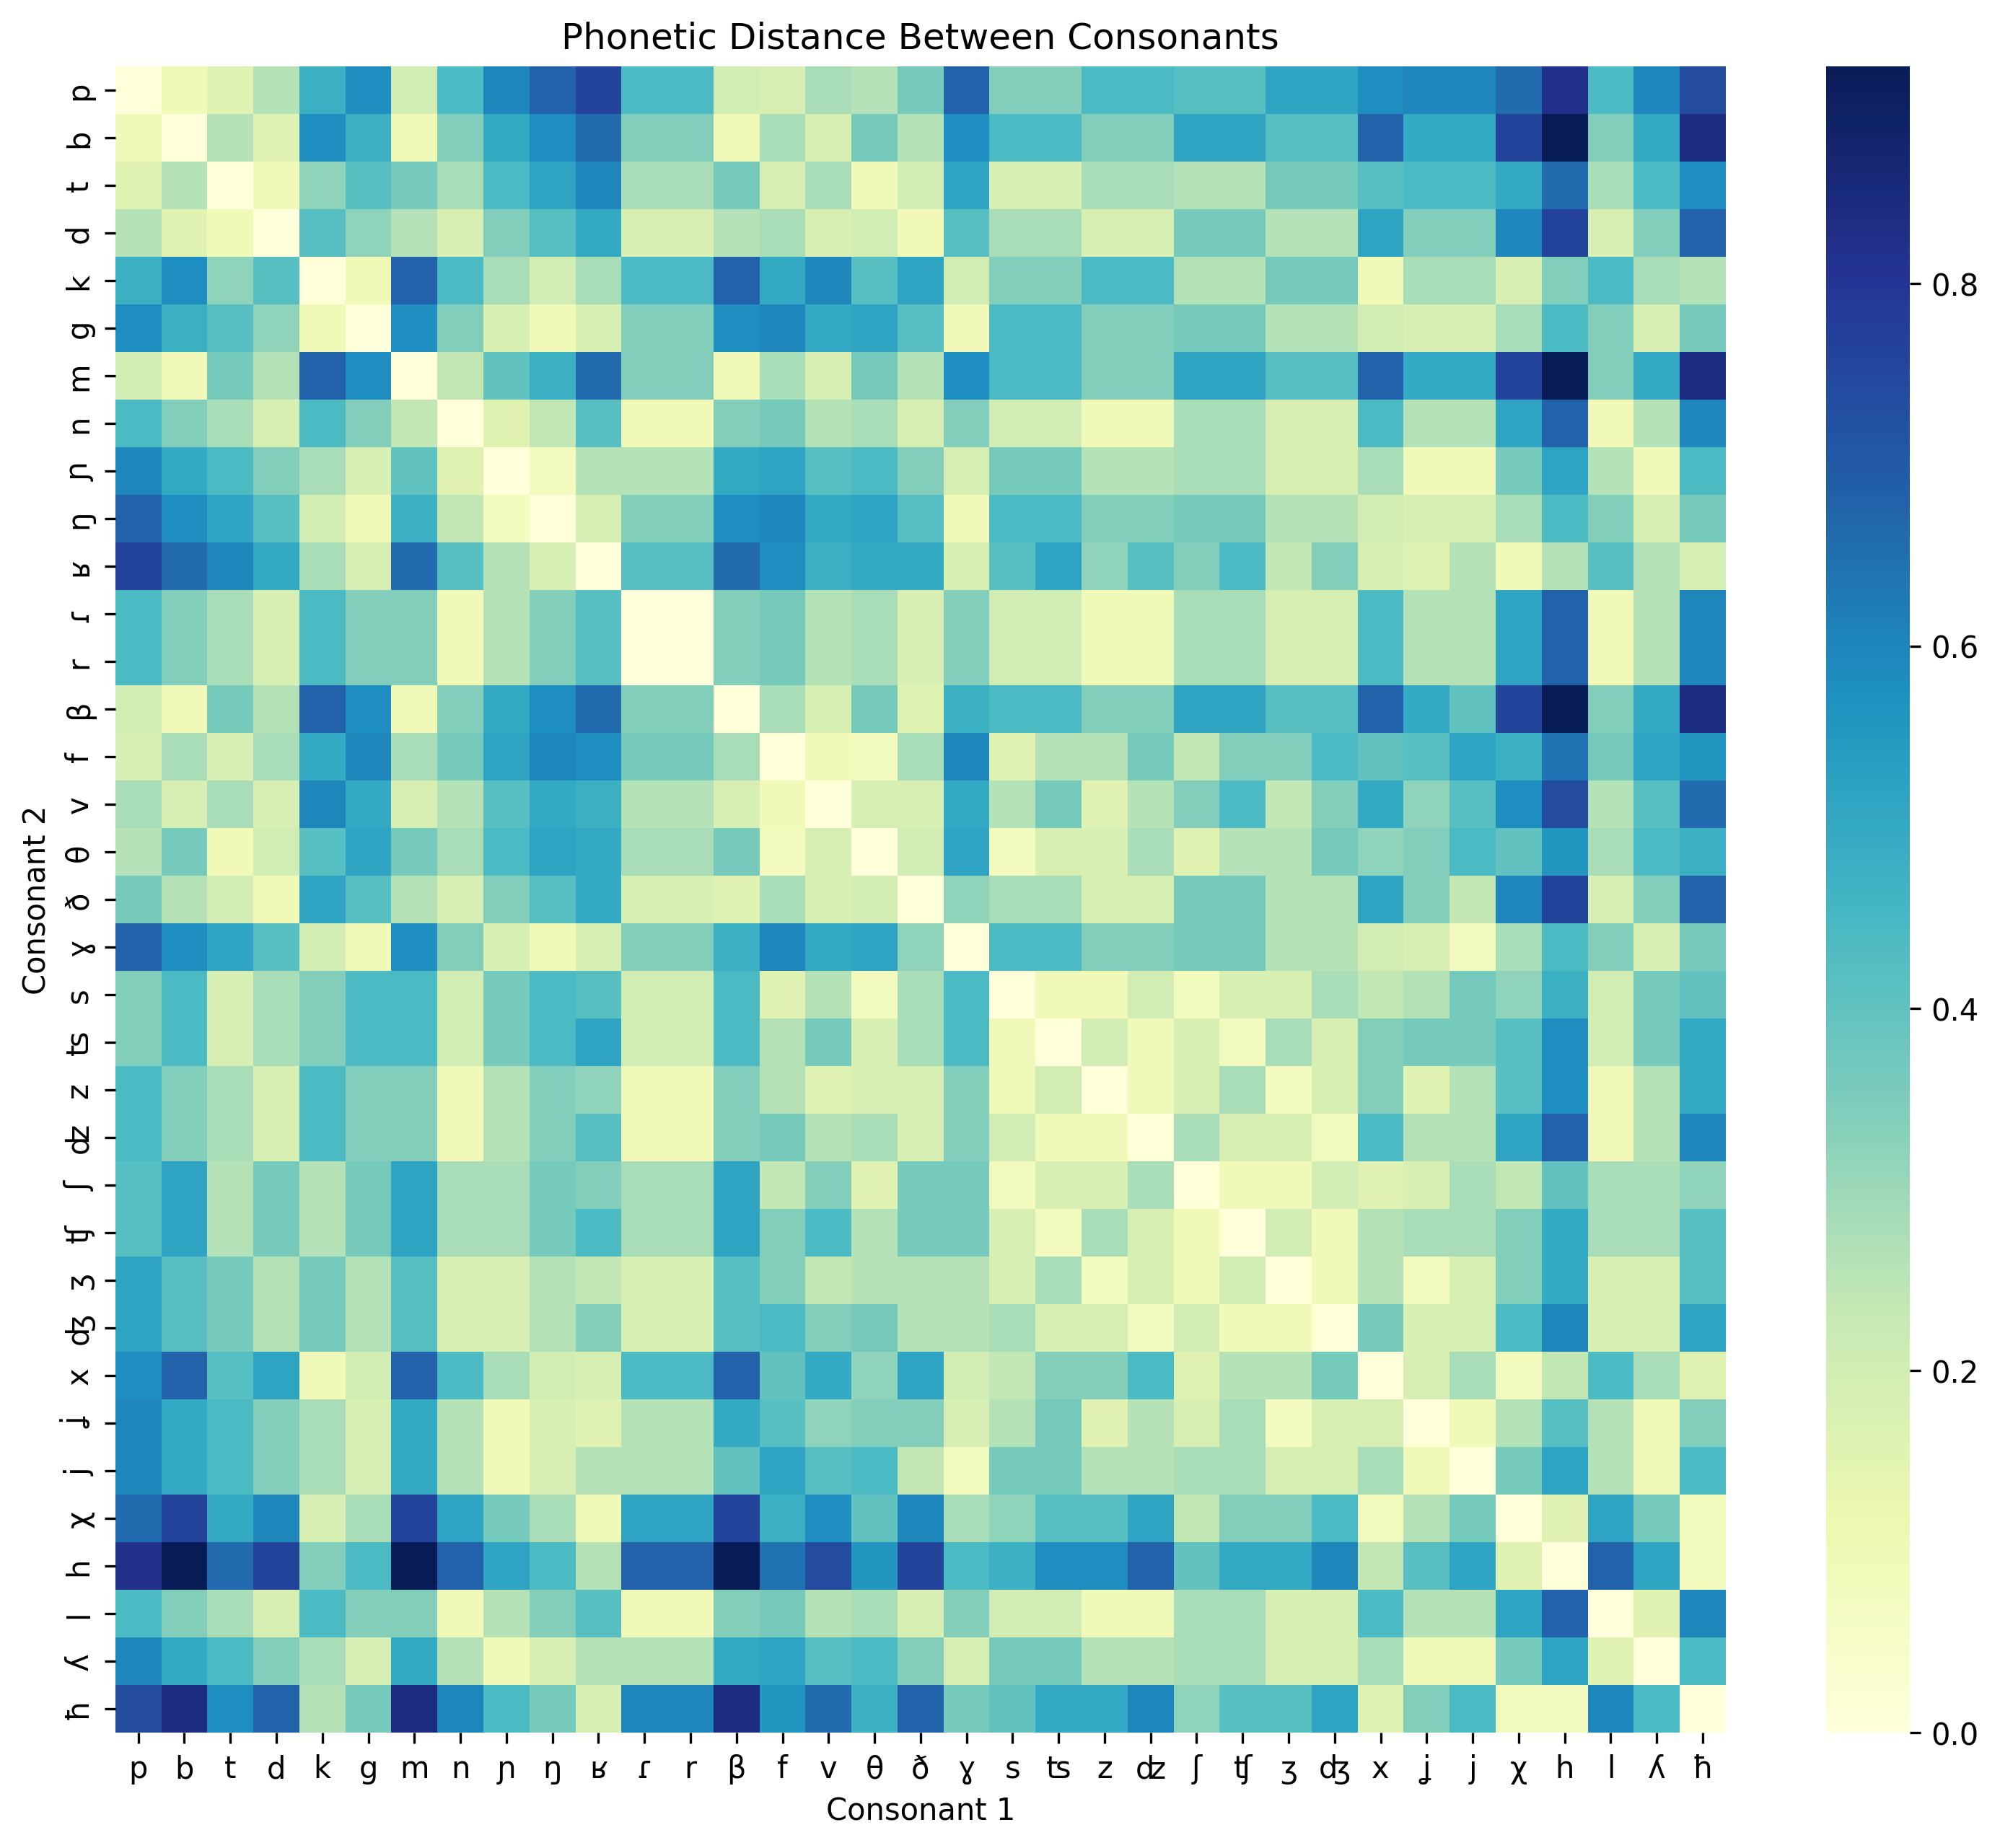 Phonetic Distance Between Consonants
Consonant 2
p
b
t
d
k
g
m
n
ɲ
ŋ
ʁ
ɾ
r
β
f
v
θ
ð
ɣ
s
ʦ
z
ʣ
ʃ
ʧ
ʒ
ʤ
x
ʝ
j
χ
h
l
ʎ
ħ
p b t d k g m n ɲ ŋ ʁ ɾ r β f v θ ð ɣ s ʦ z ʣ ʃ ʧ ʒ ʤ x ʝ j χ h l ʎ ħ
Consonant 1
0.8
0.6
0.4
0.2
0.0